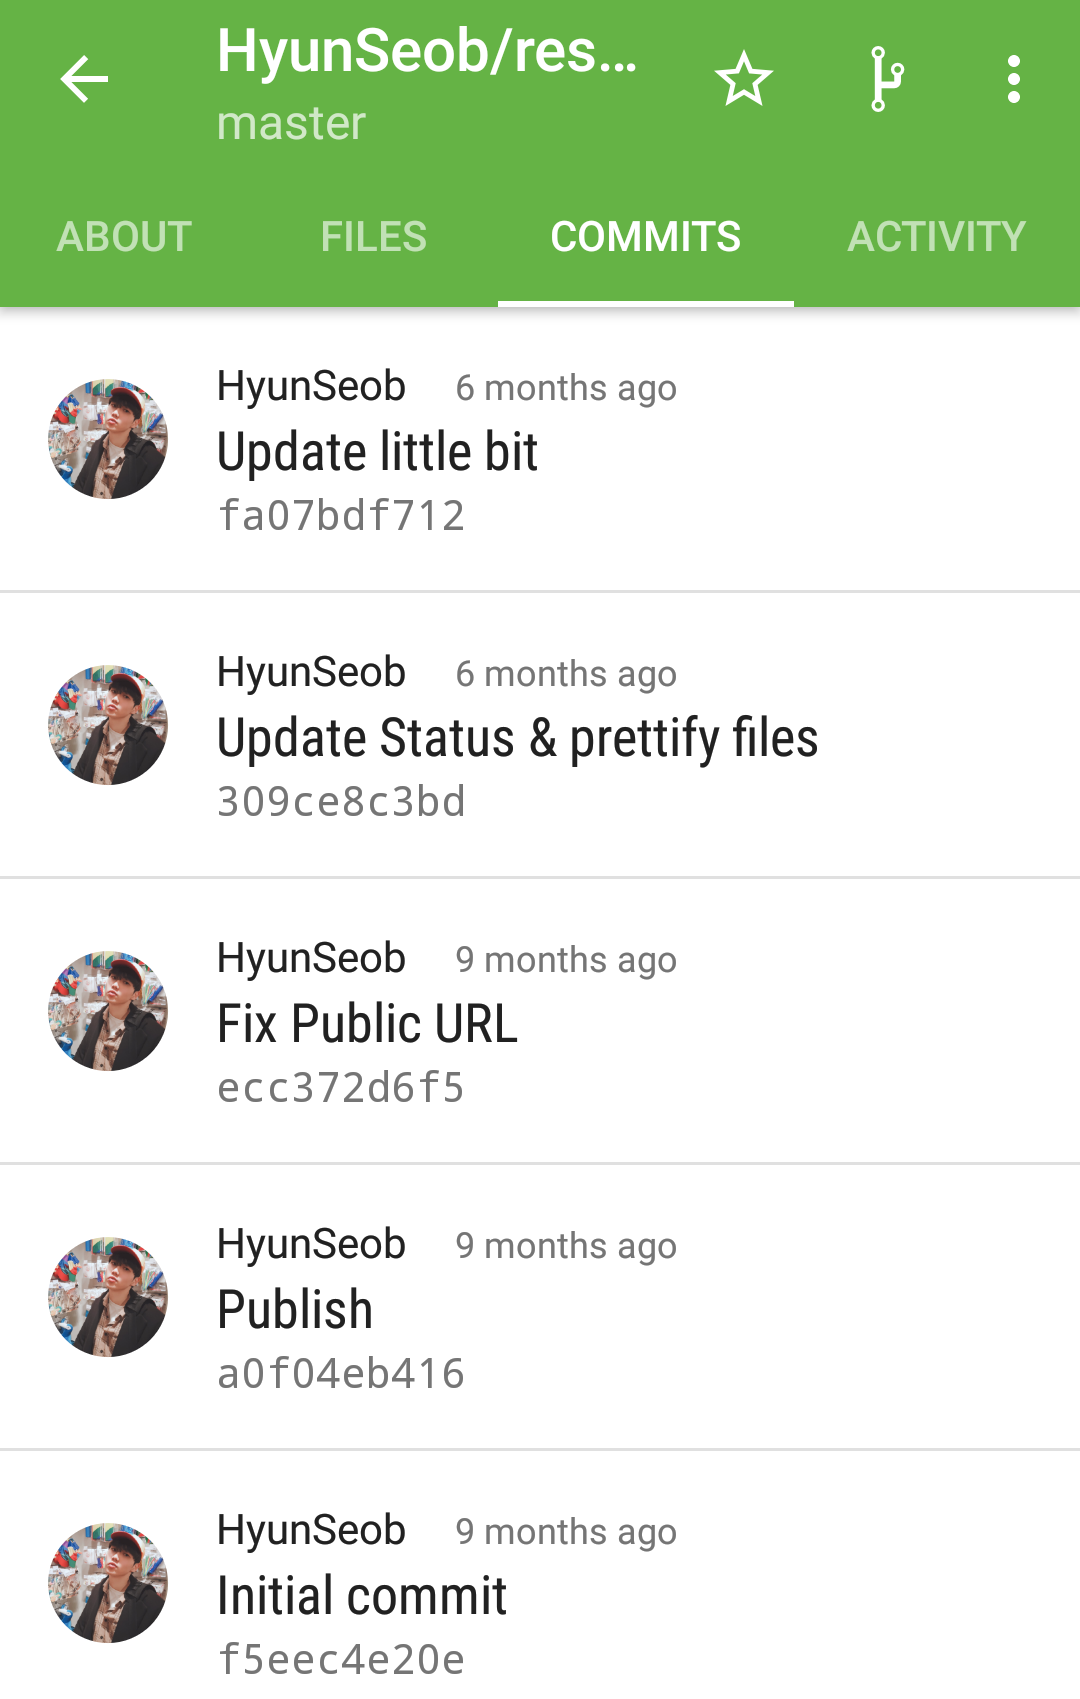 HyunSeob/res...
master
ABOUT FILES COMMITS ACTIVITY
HyunSeob 6 months ago
Update little bit
fa07bdf712
HyunSeob 6 months ago
Update Status & prettify files
309ce8c3bd
HyunSeob 9 months ago
Fix Public URL
ecc372d6f5
HyunSeob 9 months ago
Publish
a0f04eb416
HyunSeob 9 months ago
Initial commit
f5eec4e20e